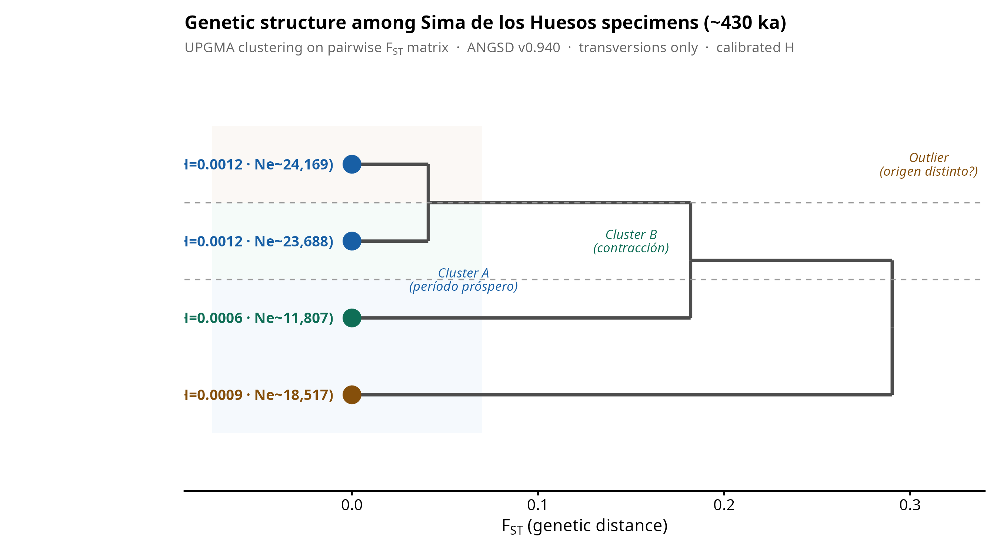 Genetic structure among Sima de los Huesos specimens (~430 ka)
UPGMA clustering on pairwise FST matrix · ANGSD v0.940 · transversions only · calibrated H
=0.0012 · Ne~24,169)
Outlier
(origen distinto?)
=0.0012 · Ne~23,688)
Cluster B
(contracción)
Cluster A
(período próspero)
=0.0006 · Ne~11,807)
=0.0009 · Ne~18,517)
0.0 0.1 0.2 0.3
FST (genetic distance)